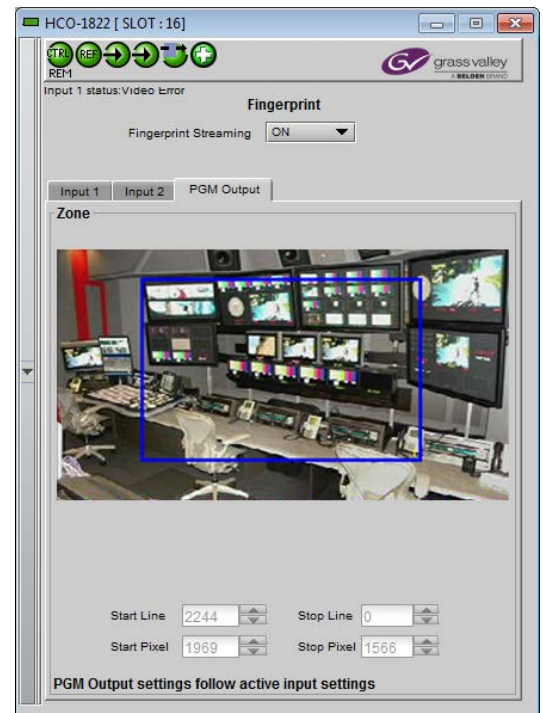 HCO-1822 [ SLOT : 16]
CTRL REF
REM
grass valley
A BELDEN BRAND
Input 1 status:Video Error
Fingerprint
Fingerprint Streaming ON
Input 1 Input 2 PGM Output
Zone
Start Line 2244 Stop Line 0
Start Pixel 1969 Stop Pixel 1566
PGM Output settings follow active input settings